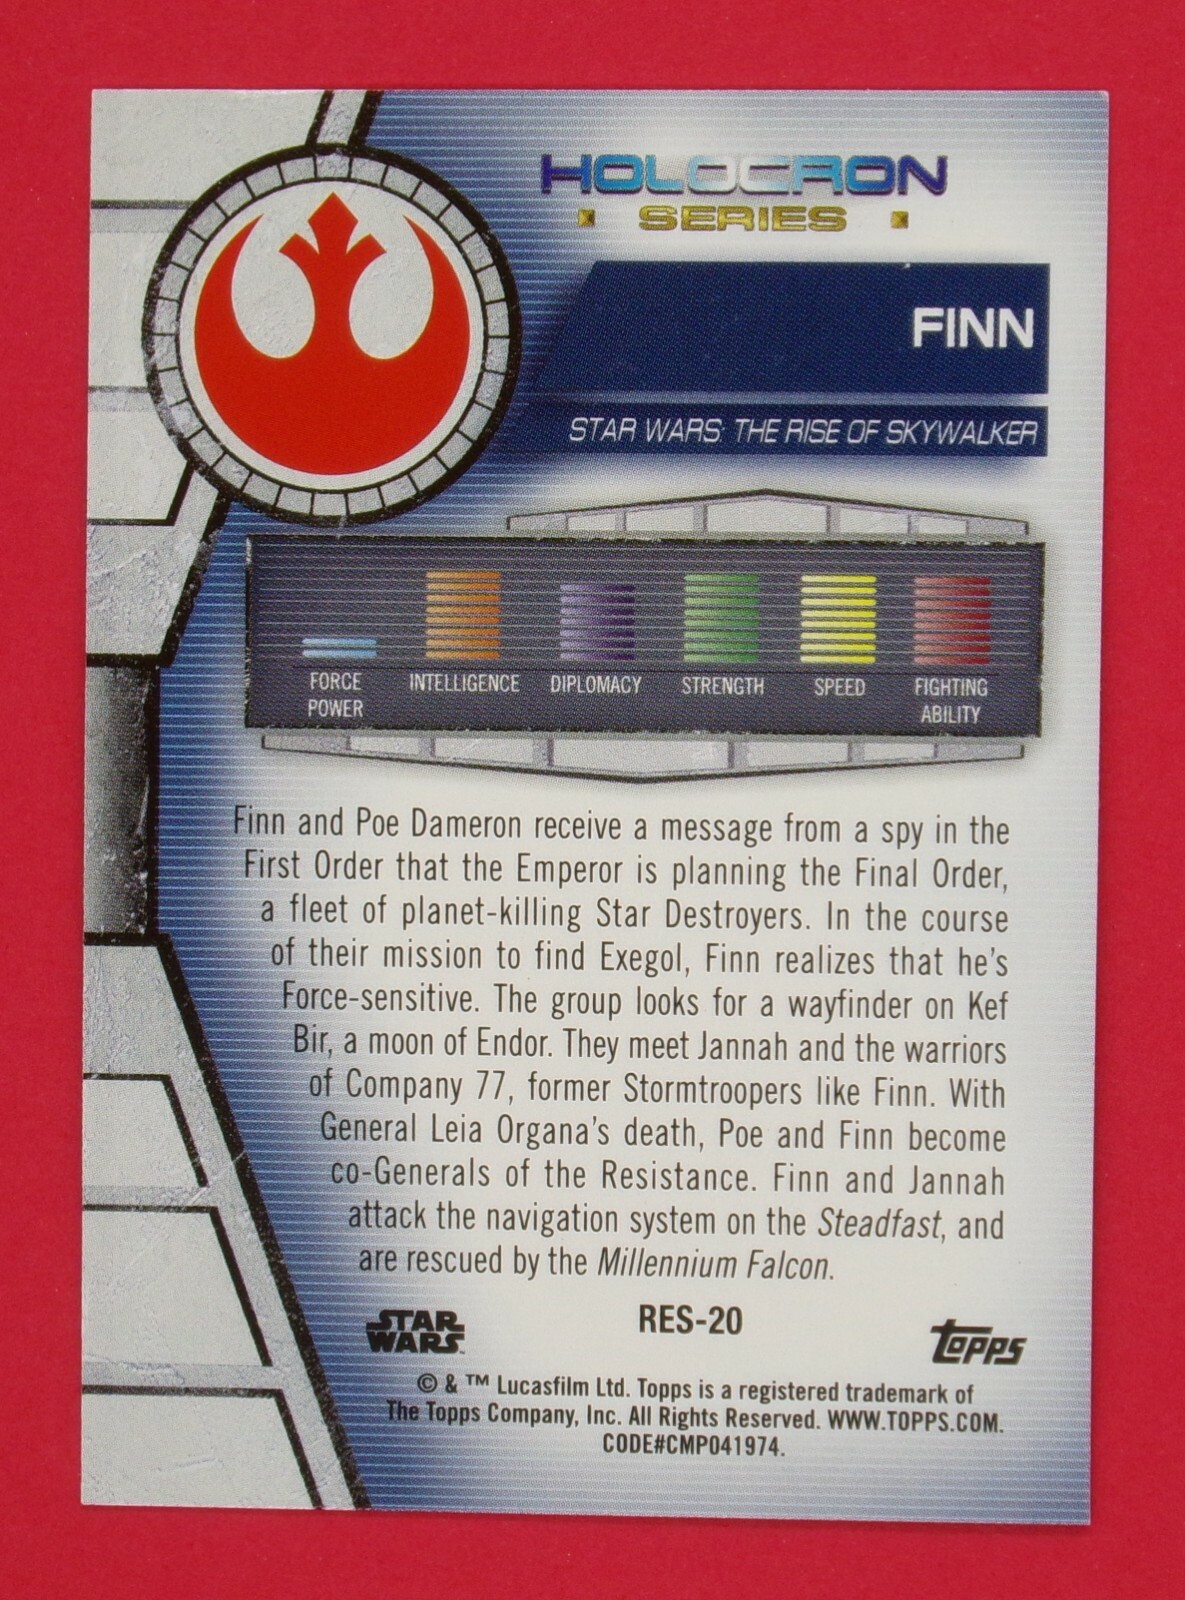 HOLOCRON
SERIES
FINN
STAR WARS: THE RISE OF SKYWALKER
FORCE POWER
INTELLIGENCE
DIPLOMACY
STRENGTH
SPEED
FIGHTING ABILITY
Finn and Poe Dameron receive a message from a spy in the
First Order that the Emperor is planning the Final Order,
a fleet of planet-killing Star Destroyers. In the course
of their mission to find Exegol, Finn realizes that he's
Force-sensitive. The group looks for a wayfinder on Kef
Bir, a moon of Endor. They meet Jannah and the warriors
of Company 77, former Stormtroopers like Finn. With
General Leia Organa's death, Poe and Finn become
co-Generals of the Resistance. Finn and Jannah
attack the navigation system on the Steadfast, and
are rescued by the Millennium Falcon.
STAR
WARS
RES-20
Topps
© & ™ Lucasfilm Ltd. Topps is a registered trademark of
The Topps Company, Inc. All Rights Reserved. WWW.TOPPS.COM.
CODE#CMP041974.